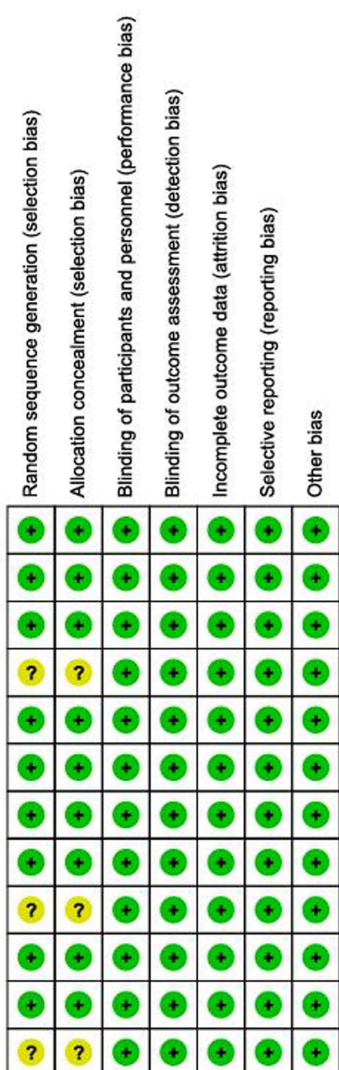 Random sequence generation (selection bias)
Allocation concealment (selection bias)
Blinding of participants and personnel (performance bias)
Blinding of outcome assessment (detection bias)
Incomplete outcome data (attrition bias)
Selective reporting (reporting bias)
Other bias
+ + + + + + +
+ + + + + + +
+ + + + + + +
? ? + + + + +
+ + + + + + +
+ + + + + + +
+ + + + + + +
+ + + + + + +
? ? + + + + +
+ + + + + + +
+ + + + + + +
? ? + + + + +